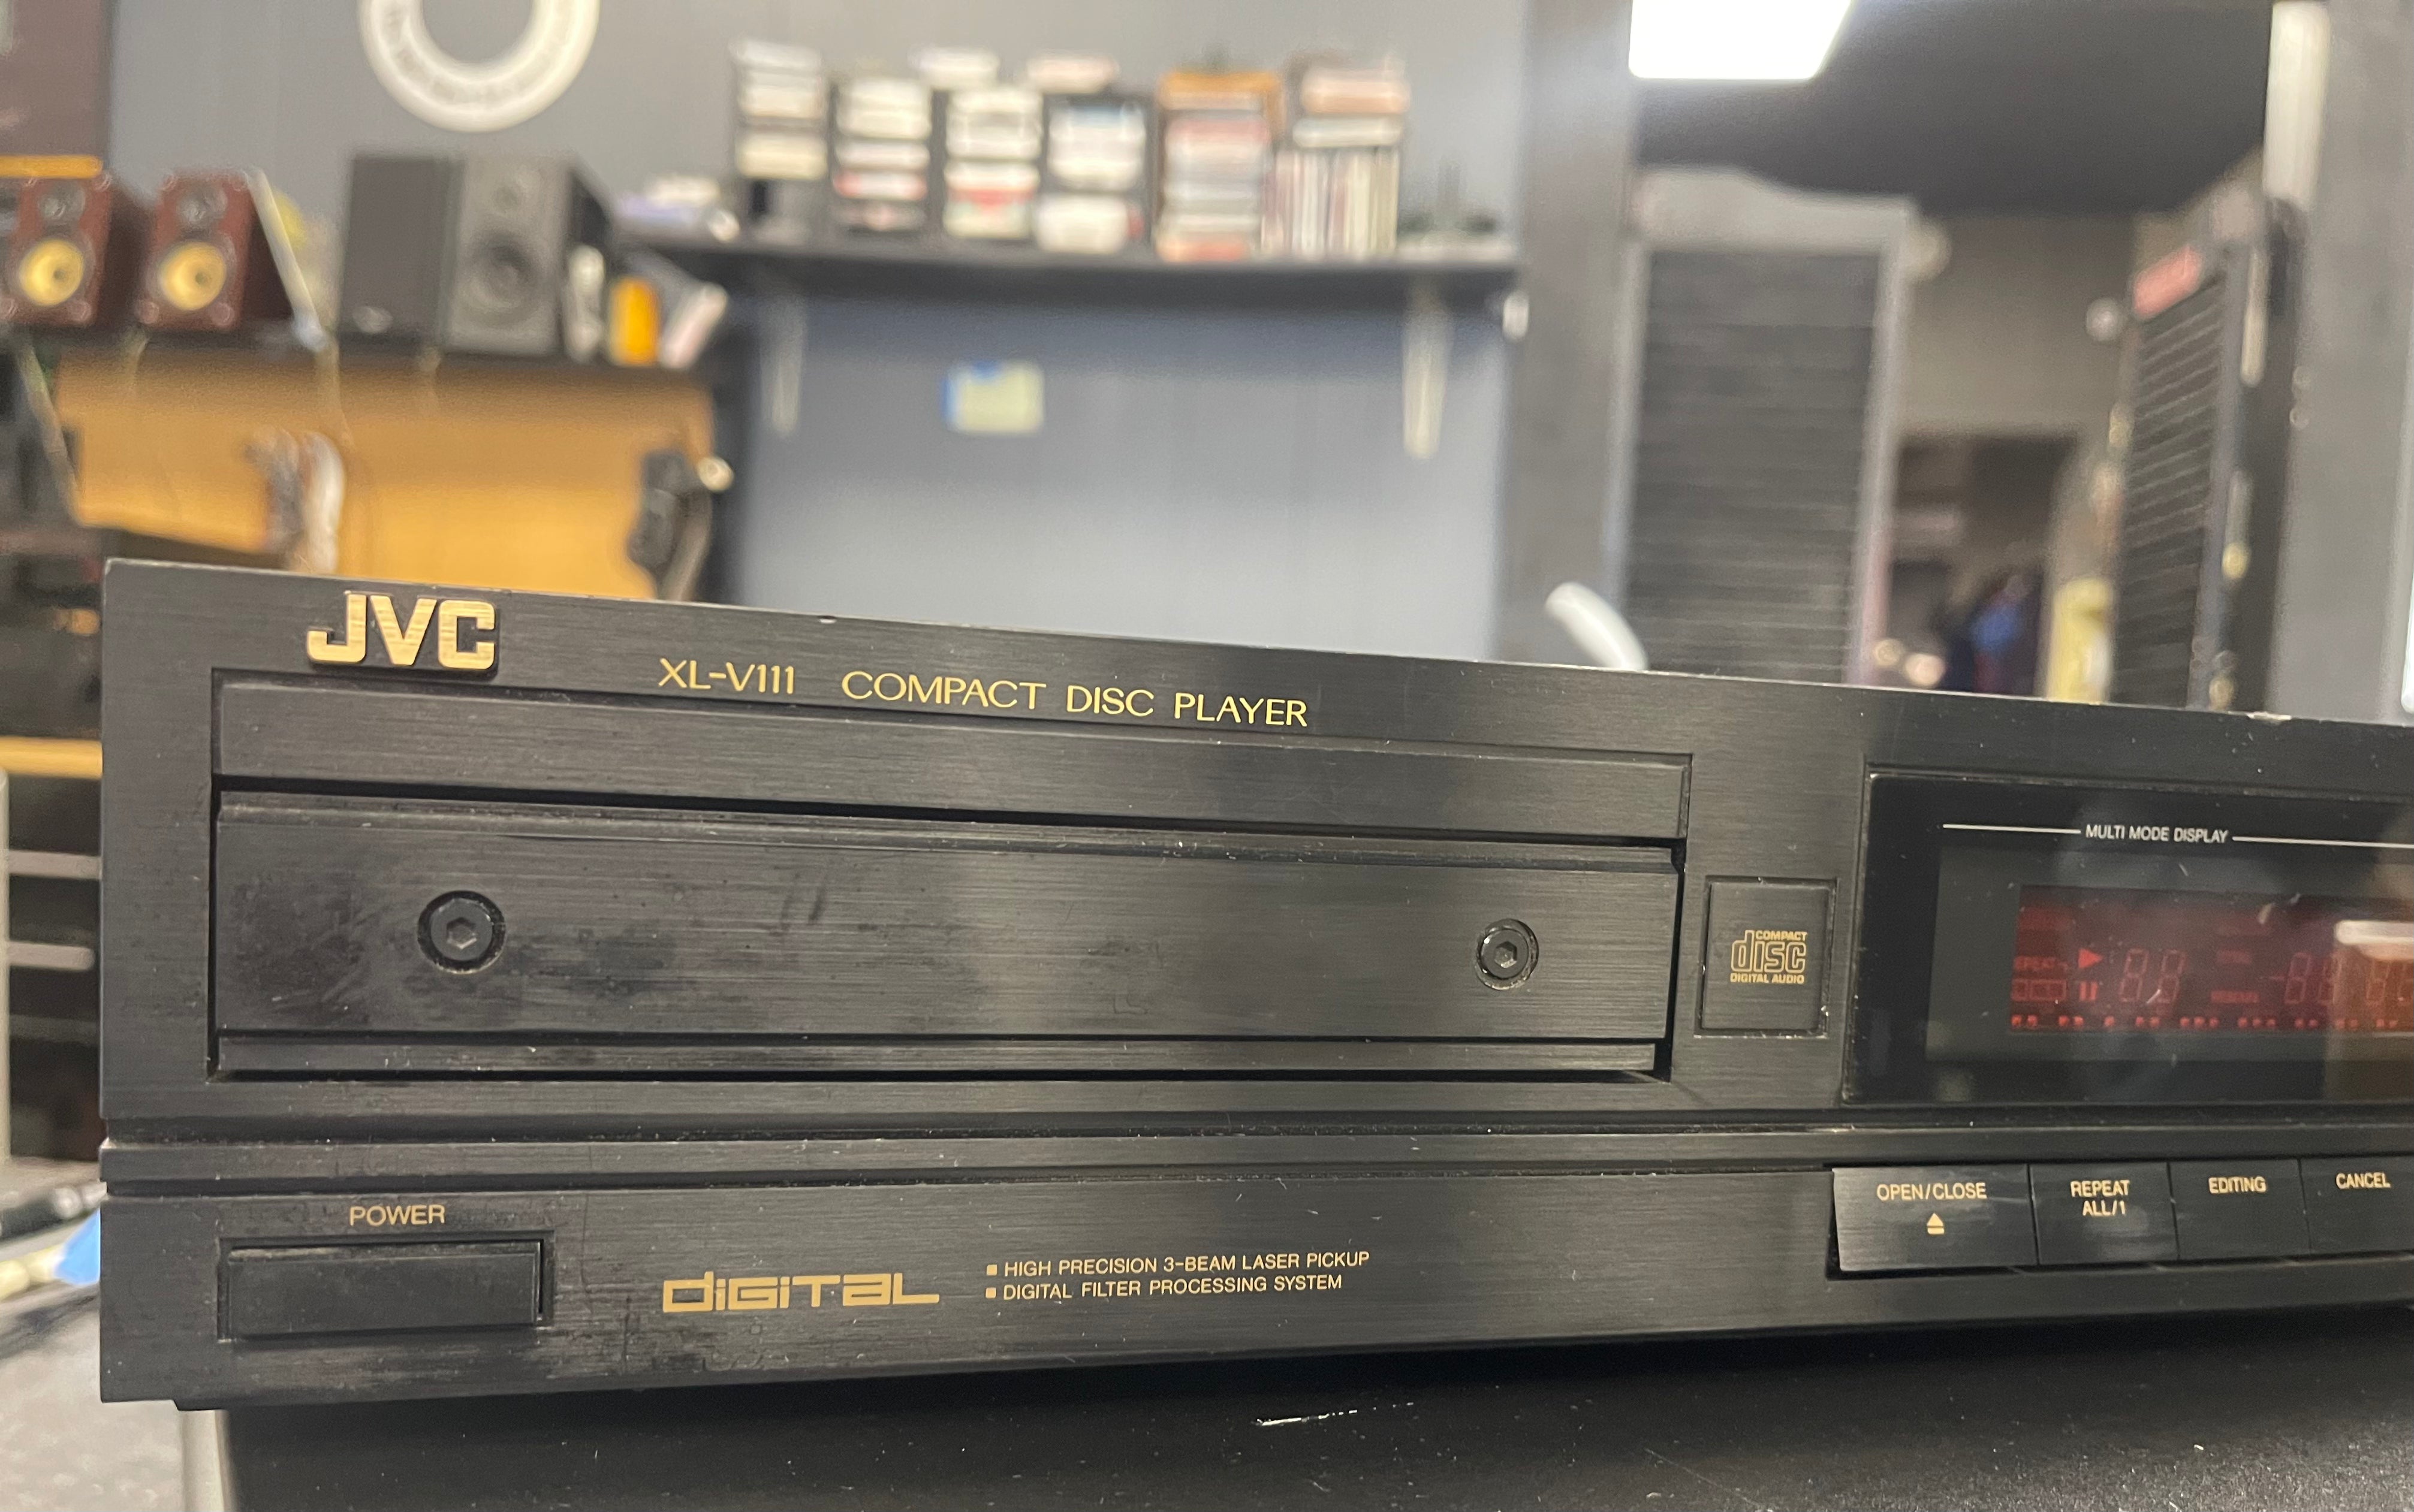 JVC
XL-V111 COMPACT DISC PLAYER
MULTI MODE DISPLAY
COMPACT
disc
DIGITAL AUDIO
POWER
DIGITAL
HIGH PRECISION 3-BEAM LASER PICKUP
DIGITAL FILTER PROCESSING SYSTEM
OPEN/CLOSE
REPEAT
ALL/1
EDITING
CANCEL